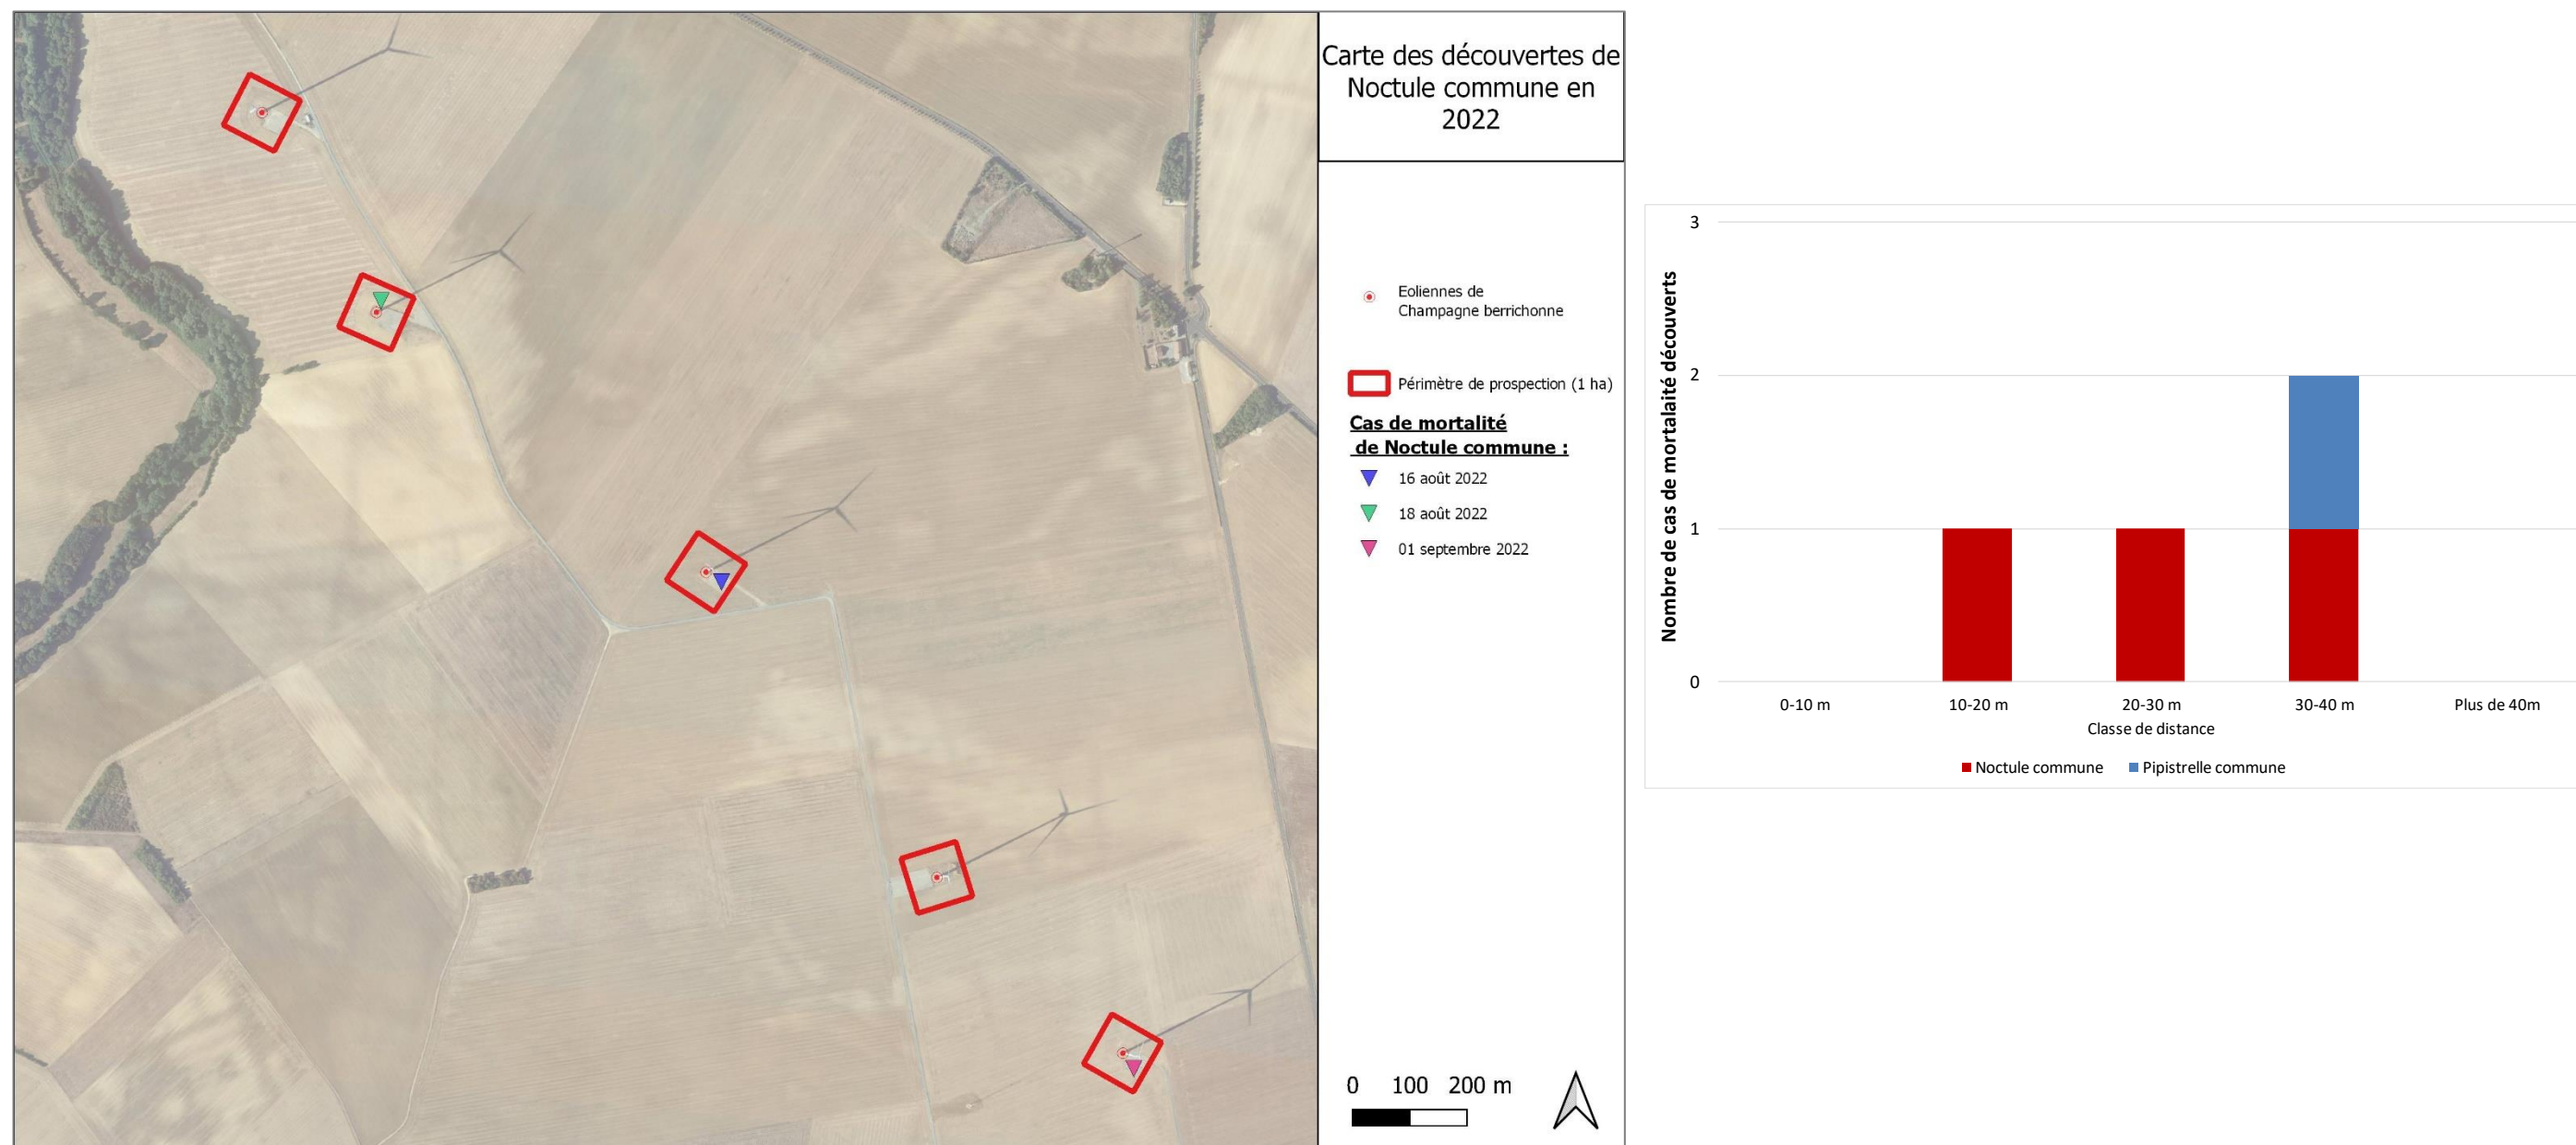 Carte des découvertes de
Noctule commune en
2022
Eoliennes de
Champagne berrichonne
Périmètre de prospection (1 ha)
Cas de mortalité
de Noctule commune :
16 août 2022
18 août 2022
01 septembre 2022
0 100 200 m
Nombre de cas de mortalaité découverts
3
2
1
0
0-10 m 10-20 m 20-30 m 30-40 m Plus de 40m
Classe de distance
Noctule commune Pipistrelle commune